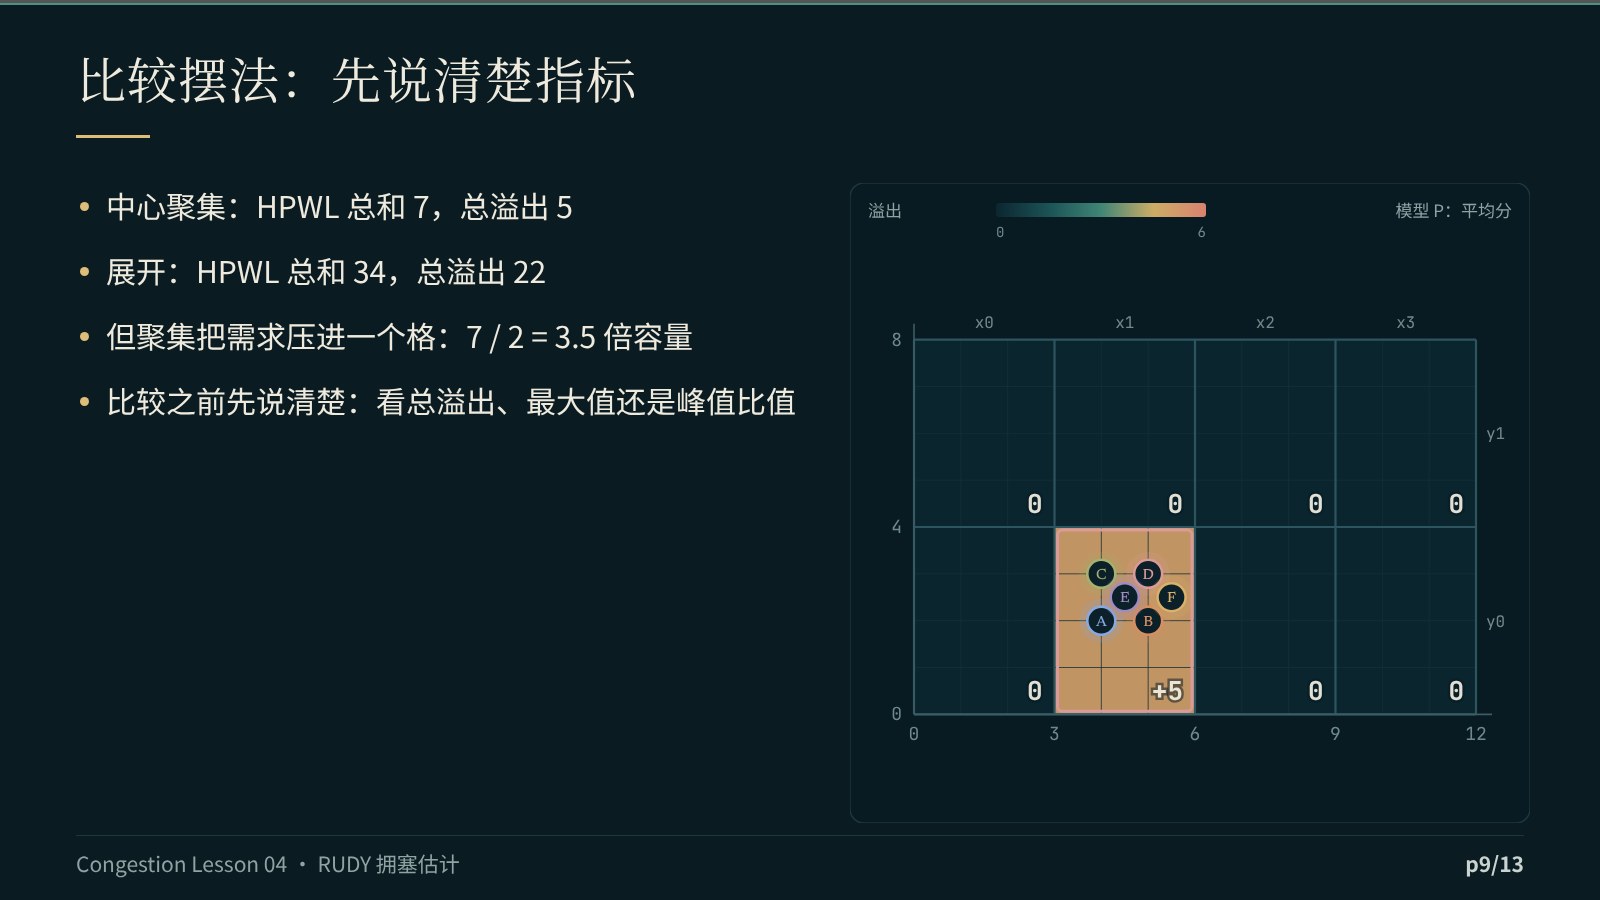 比较摆法：先说清楚指标
• 中心聚集：HPWL 总和 7，总溢出 5
• 展开：HPWL 总和 34，总溢出 22
• 但聚集把需求压进一个格：7 / 2 = 3.5 倍容量
• 比较之前先说清楚：看总溢出、最大值还是峰值比值
溢出
0 6
模型 P：平均分
x0 x1 x2 x3
8
y1
0 0 0 0
4
C D
E F
A B
y0
0 +5 0 0
0
0 3 6 9 12
Congestion Lesson 04 · RUDY 拥塞估计
p9/13